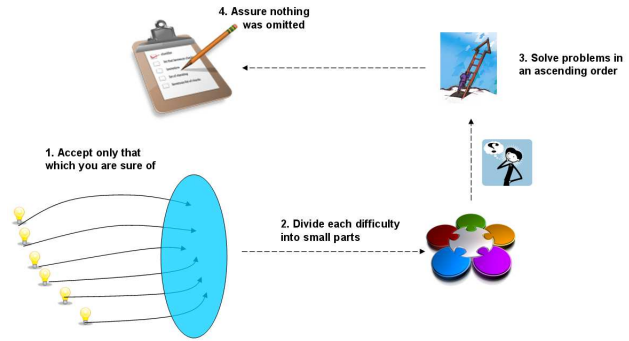 4. Assure nothing
was omitted
3. Solve problems in
an ascending order
1. Accept only that
which you are sure of
2. Divide each difficulty
into small parts
?